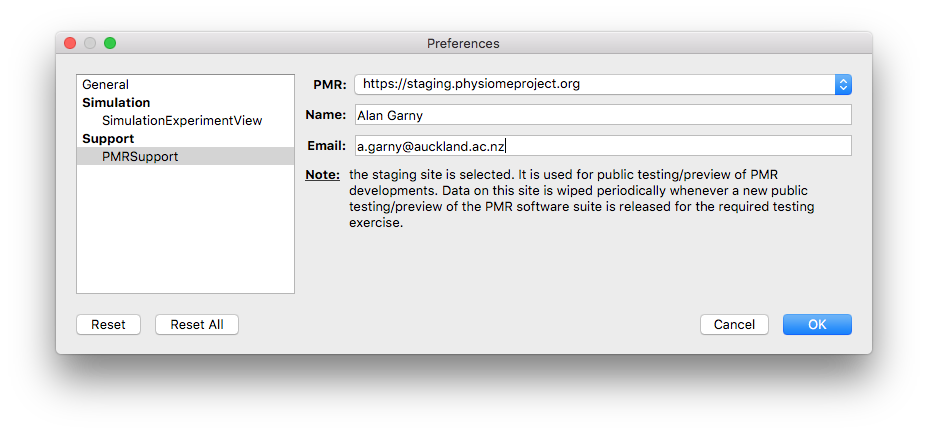 Preferences
General
Simulation
SimulationExperimentView
Support
PMRSupport
PMR: https://staging.physiomeproject.org
Name: Alan Garny
Email: a.garny@auckland.ac.nz
Note: the staging site is selected. It is used for public testing/preview of PMR
developments. Data on this site is wiped periodically whenever a new public
testing/preview of the PMR software suite is released for the required testing
exercise.
Reset Reset All Cancel OK